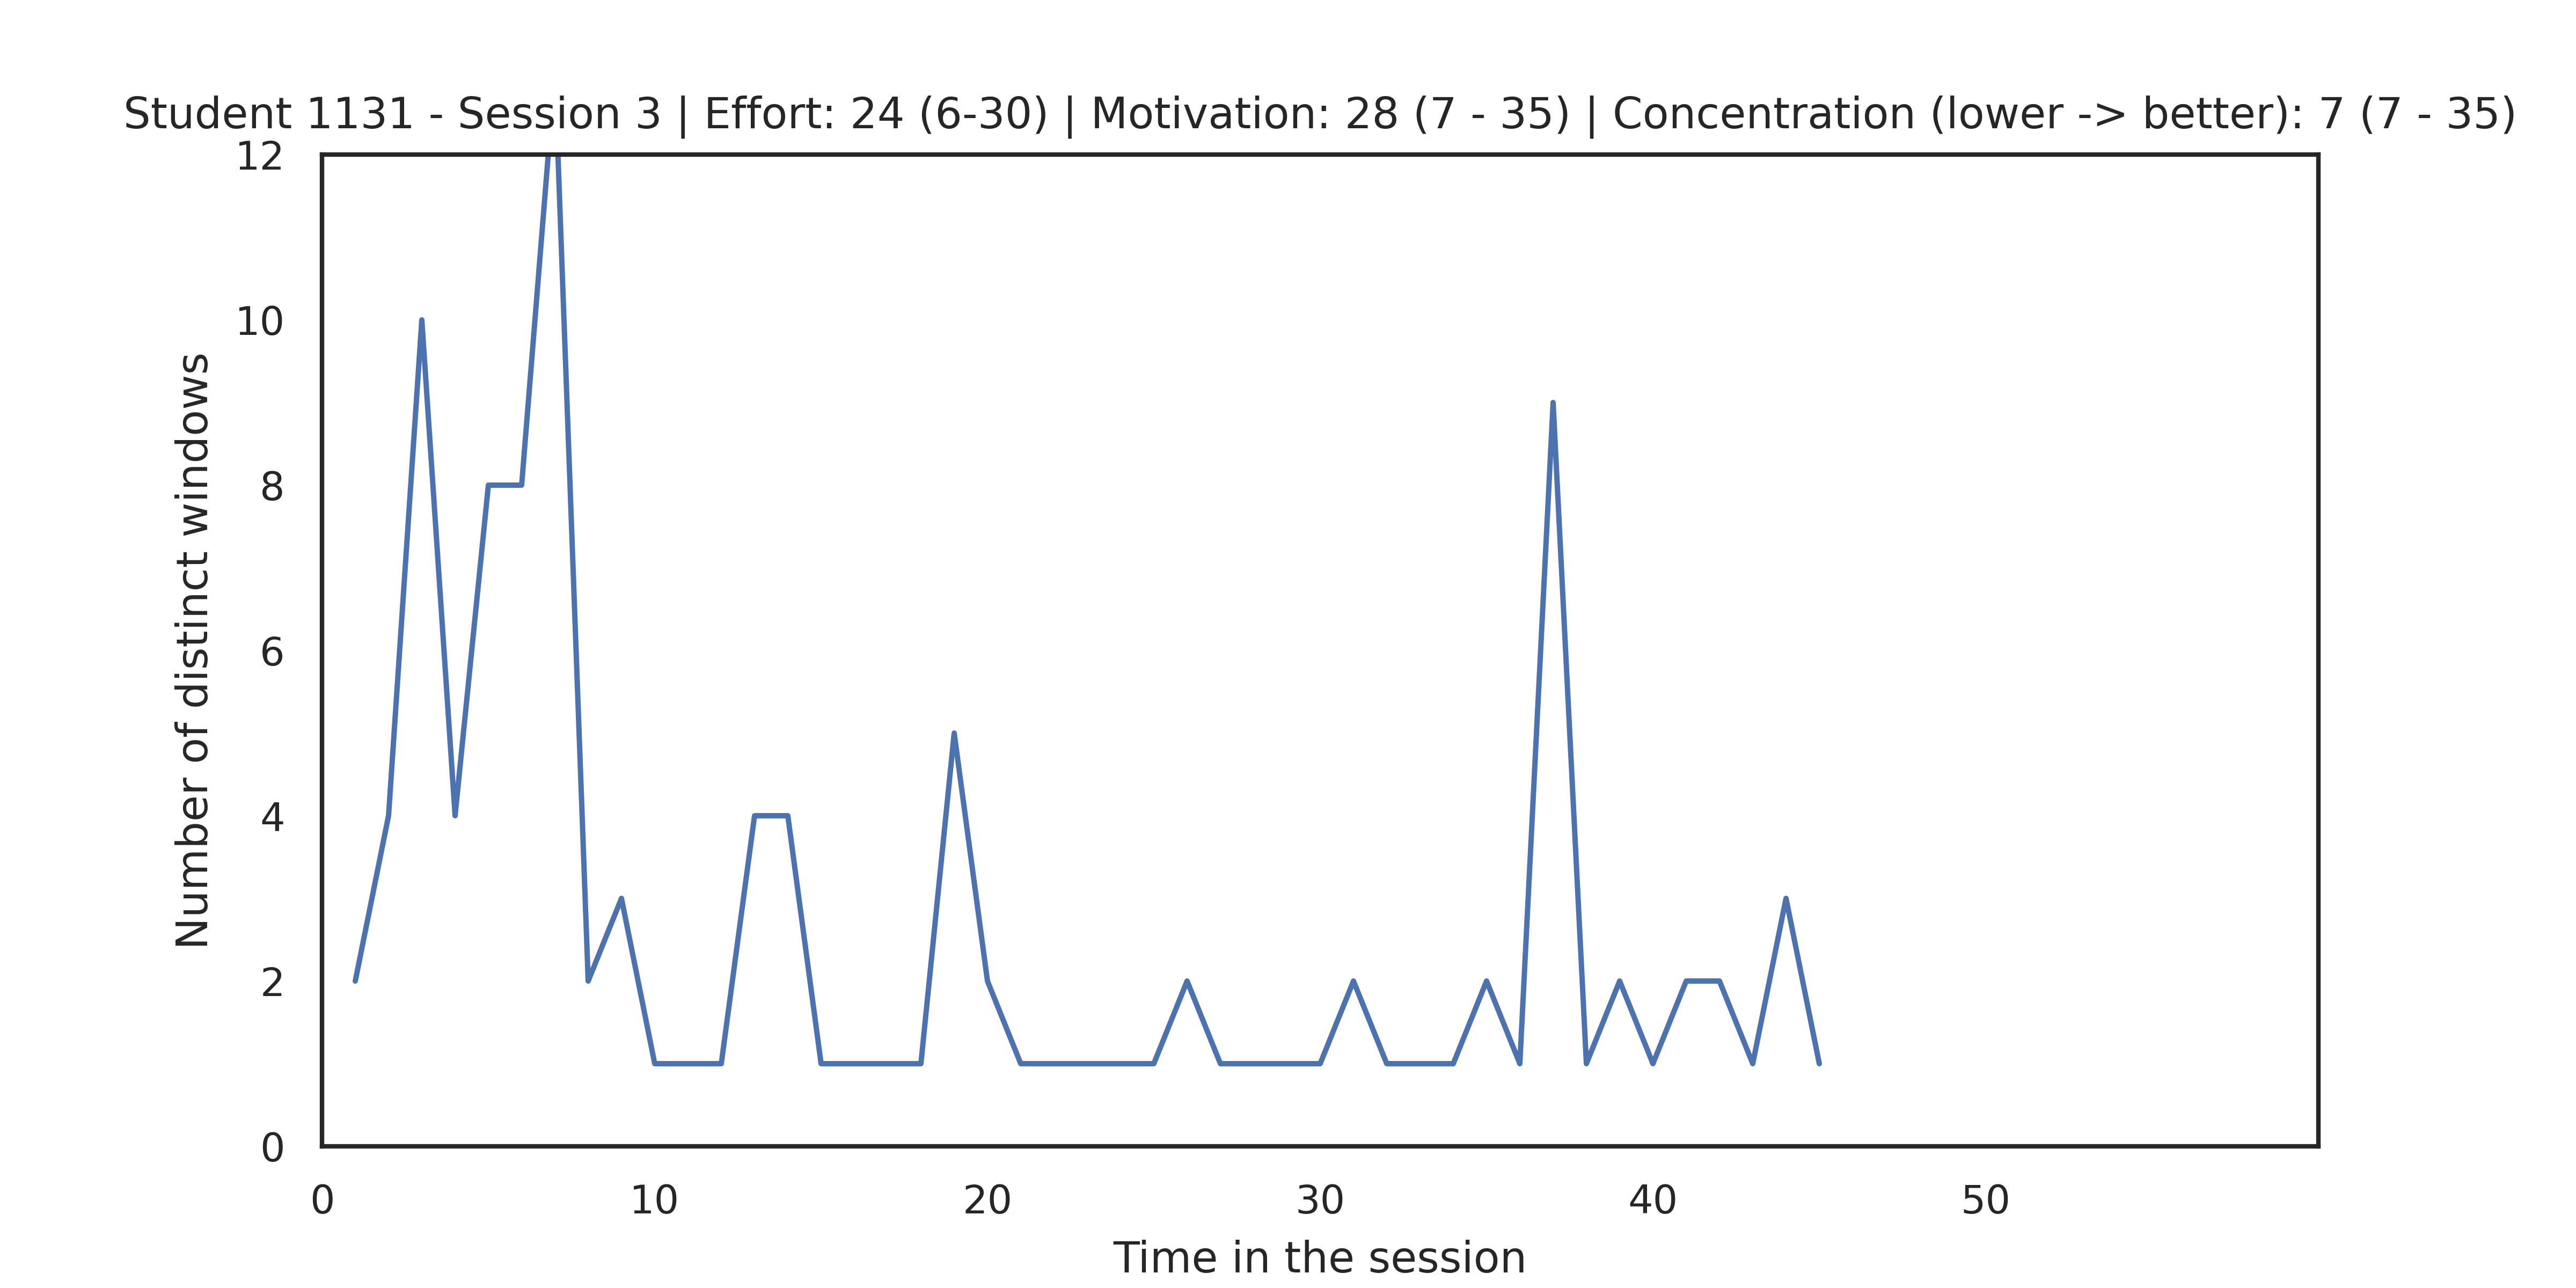 Student 1131 - Session 3 | Effort: 24 (6-30) | Motivation: 28 (7 - 35) | Concentration (lower -> better): 7 (7 - 35)
12
10
8
6
4
2
0
Number of distinct windows
0 10 20 30 40 50
Time in the session